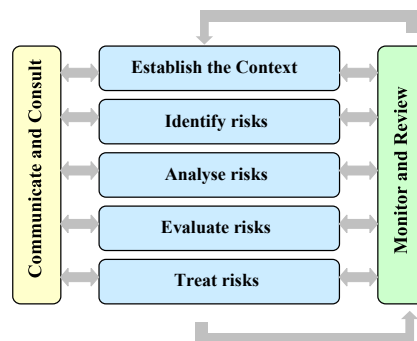 Communicate and Consult
Establish the Context
Identify risks
Analyse risks
Evaluate risks
Treat risks
Monitor and Review